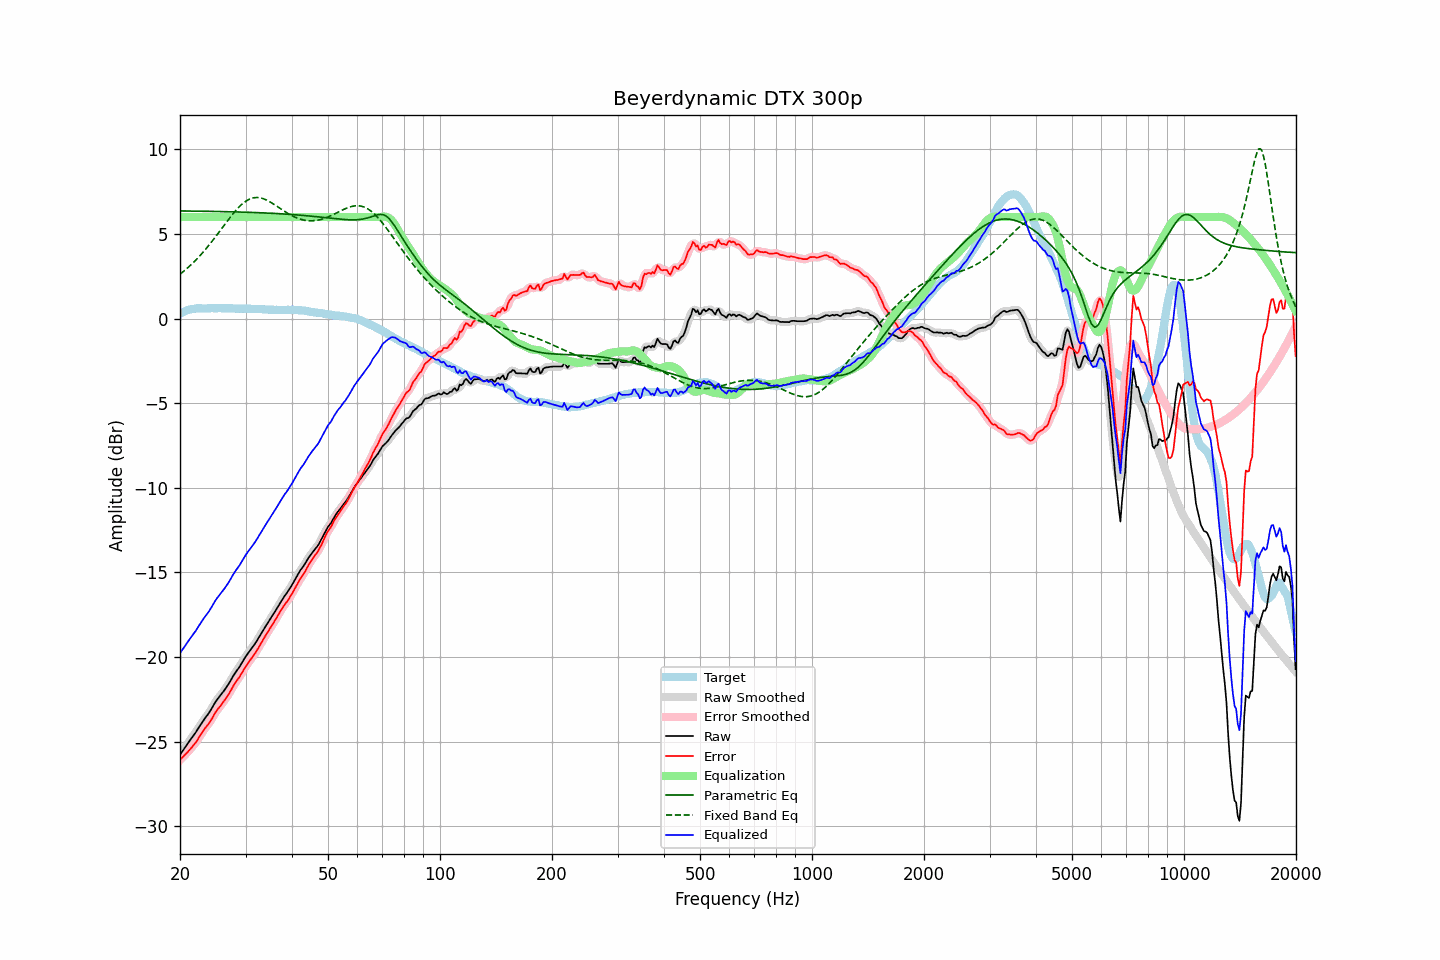 Beyerdynamic DTX 300p
Amplitude (dBr)
10
5
0
−5
−10
−15
−20
−25
−30
Target
Raw Smoothed
Error Smoothed
Raw
Error
Equalization
Parametric Eq
Fixed Band Eq
Equalized
20 50 100 200 500 1000 2000 5000 10000 20000
Frequency (Hz)